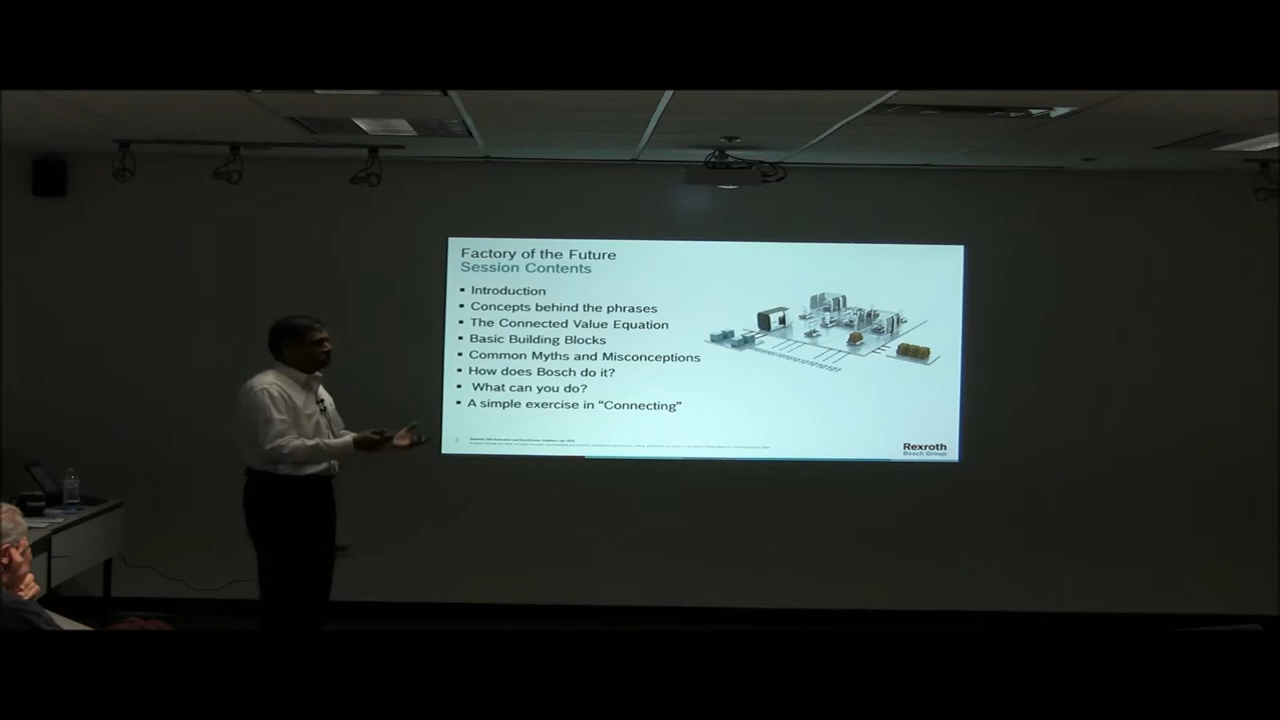 Factory of the Future
Session Contents
▪ Introduction
▪ Concepts behind the phrases
▪ The Connected Value Equation
▪ Basic Building Blocks
▪ Common Myths and Misconceptions
▪ How does Bosch do it?
▪ What can you do?
▪ A simple exercise in “Connecting”
2
Rexroth
Bosch Group